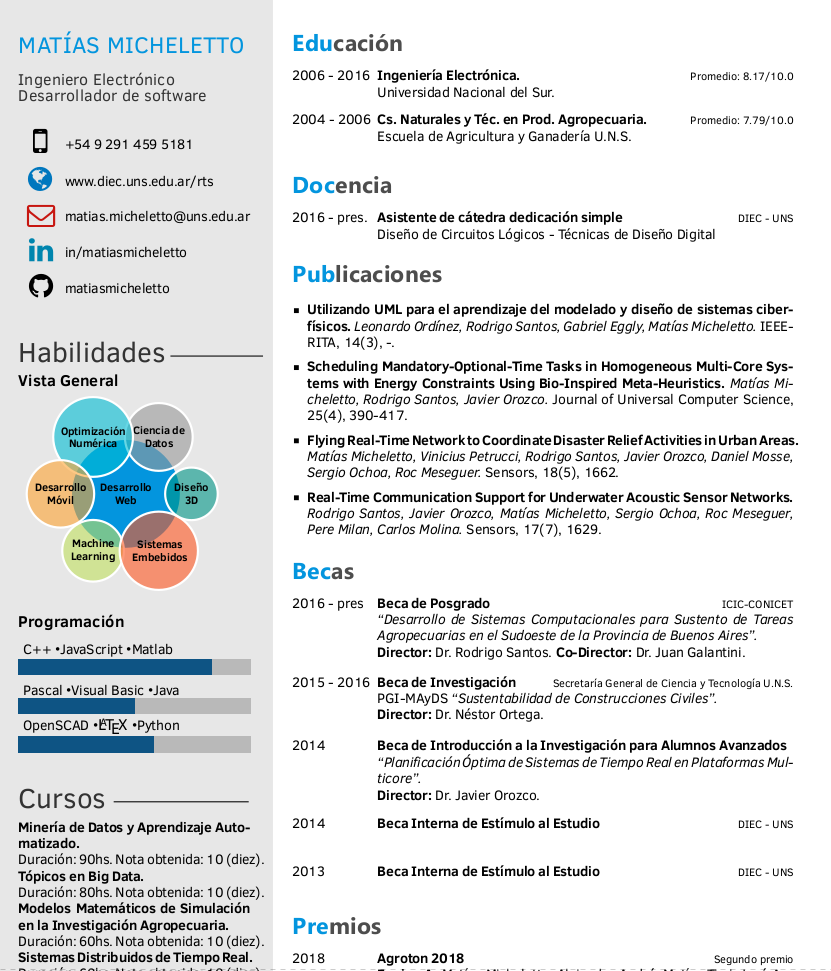 MATÍAS MICHELETTO
Ingeniero Electrónico
Desarrollador de software
+54 9 291 459 5181
www.diec.uns.edu.ar/rts
matias.micheletto@uns.edu.ar
in/matiasmicheletto
matiasmicheletto
Habilidades
Vista General
Optimización
Numérica
Ciencia de
Datos
Desarrollo
Móvil
Desarrollo
Web
Diseño
3D
Machine
Learning
Sistemas
Embebidos
Programación
C++ •JavaScript •Matlab
Pascal •Visual Basic •Java
OpenSCAD •LATEX •Python
Cursos
Minería de Datos y Aprendizaje Auto-
matizado.
Duración: 90hs. Nota obtenida: 10 (diez).
Tópicos en Big Data.
Duración: 80hs. Nota obtenida: 10 (diez).
Modelos Matemáticos de Simulación
en la Investigación Agropecuaria.
Duración: 60hs. Nota obtenida: 10 (diez).
Sistemas Distribuidos de Tiempo Real.
Educación
2006 - 2016 Ingeniería Electrónica. Promedio: 8.17/10.0
Universidad Nacional del Sur.
2004 - 2006 Cs. Naturales y Téc. en Prod. Agropecuaria. Promedio: 7.79/10.0
Escuela de Agricultura y Ganadería U.N.S.
Docencia
2016 - pres. Asistente de cátedra dedicación simple DIEC - UNS
Diseño de Circuitos Lógicos - Técnicas de Diseño Digital
Publicaciones
▪ Utilizando UML para el aprendizaje del modelado y diseño de sistemas ciber-
físicos. Leonardo Ordínez, Rodrigo Santos, Gabriel Eggly, Matías Micheletto. IEEE-
RITA, 14(3), -.
▪ Scheduling Mandatory-Optional-Time Tasks in Homogeneous Multi-Core Sys-
tems with Energy Constraints Using Bio-Inspired Meta-Heuristics. Matías Mi-
cheletto, Rodrigo Santos, Javier Orozco. Journal of Universal Computer Science,
25(4), 390-417.
▪ Flying Real-Time Network to Coordinate Disaster Relief Activities in Urban Areas.
Matías Micheletto, Vinicius Petrucci, Rodrigo Santos, Javier Orozco, Daniel Mosse,
Sergio Ochoa, Roc Meseguer. Sensors, 18(5), 1662.
▪ Real-Time Communication Support for Underwater Acoustic Sensor Networks.
Rodrigo Santos, Javier Orozco, Matías Micheletto, Sergio Ochoa, Roc Meseguer,
Pere Milan, Carlos Molina. Sensors, 17(7), 1629.
Becas
2016 - pres Beca de Posgrado ICIC-CONICET
“Desarrollo de Sistemas Computacionales para Sustento de Tareas
Agropecuarias en el Sudoeste de la Provincia de Buenos Aires”.
Director: Dr. Rodrigo Santos. Co-Director: Dr. Juan Galantini.
2015 - 2016 Beca de Investigación Secretaría General de Ciencia y Tecnología U.N.S.
PGI-MAyDS “Sustentabilidad de Construcciones Civiles”.
Director: Dr. Néstor Ortega.
2014 Beca de Introducción a la Investigación para Alumnos Avanzados
“Planificación Óptima de Sistemas de Tiempo Real en Plataformas Mul-
ticore”.
Director: Dr. Javier Orozco.
2014 Beca Interna de Estímulo al Estudio DIEC - UNS
2013 Beca Interna de Estímulo al Estudio DIEC - UNS
Premios
2018 Agroton 2018 Segundo premio